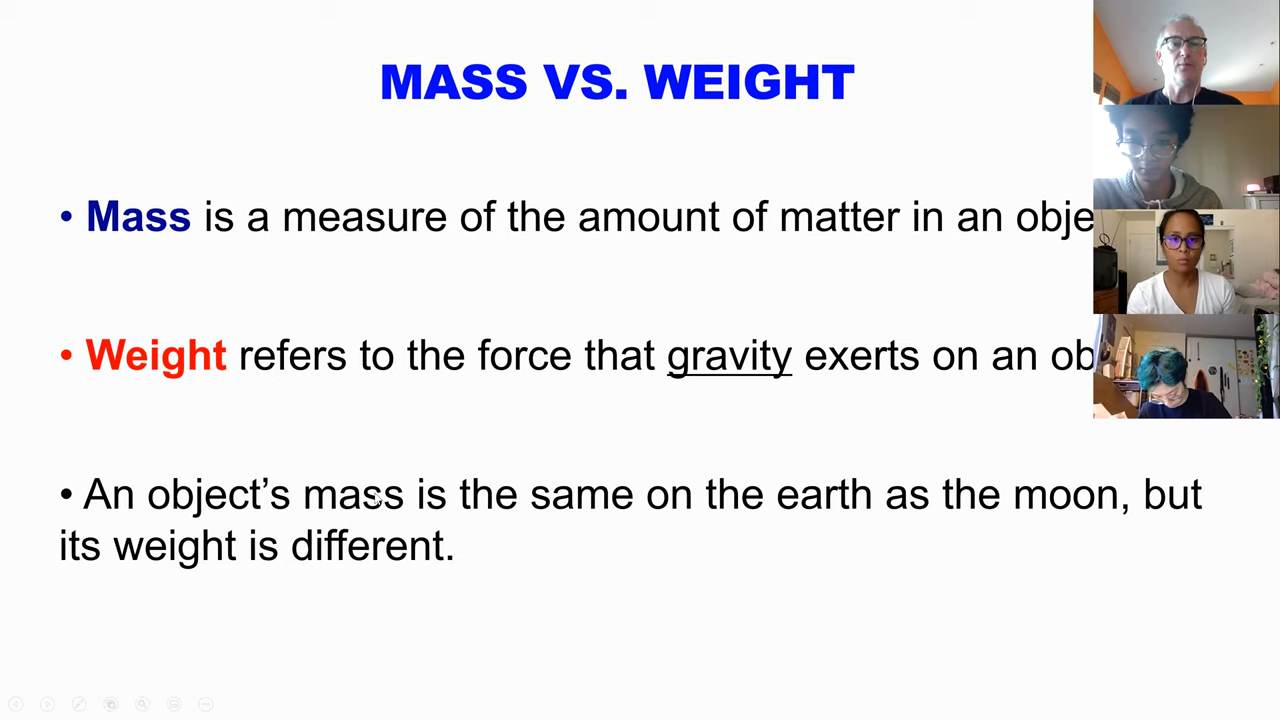 MASS VS. WEIGHT
• Mass is a measure of the amount of matter in an obje
• Weight refers to the force that gravity exerts on an ob
• An object’s mass is the same on the earth as the moon, but
its weight is different.